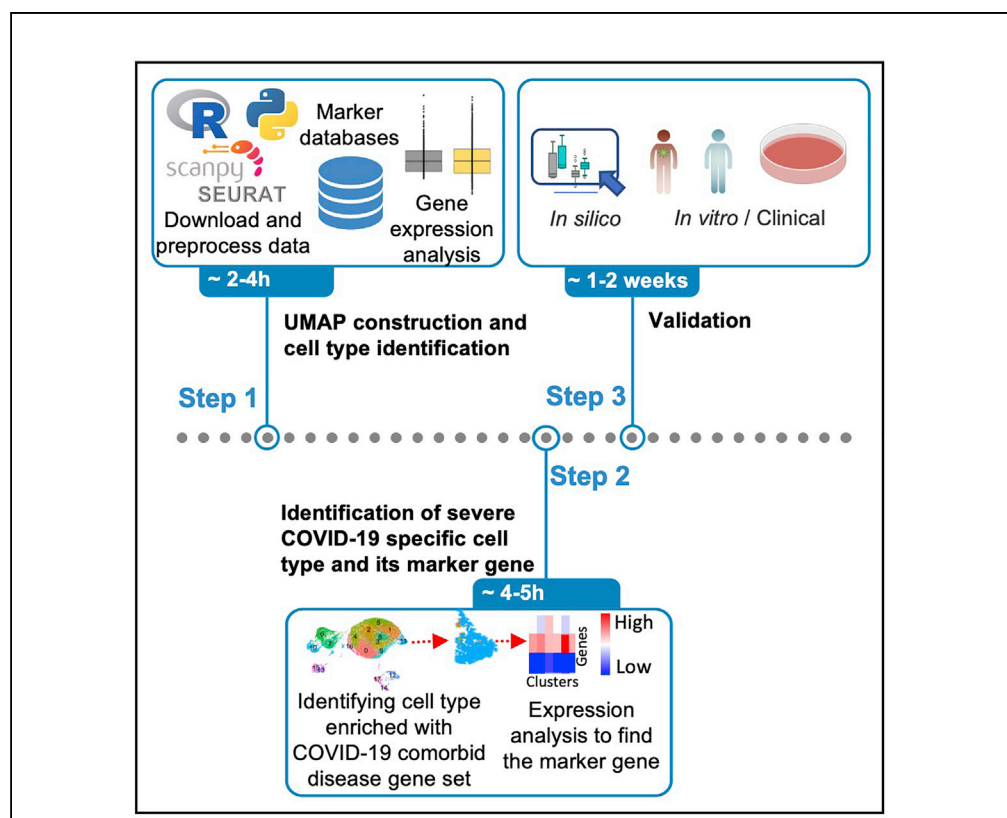 R
scanpy
SEURAT
Download and
preprocess data
Marker
databases
Gene
expression
analysis
~ 2-4h
UMAP construction and
cell type identification
Step 1
In silico
In vitro / Clinical
~ 1-2 weeks
Validation
Step 3
Step 2
Identification of severe
COVID-19 specific cell
type and its marker gene
~ 4-5h
High
Low
Genes
Clusters
Identifying cell type
enriched with
COVID-19 comorbid
disease gene set
Expression
analysis to find
the marker gene